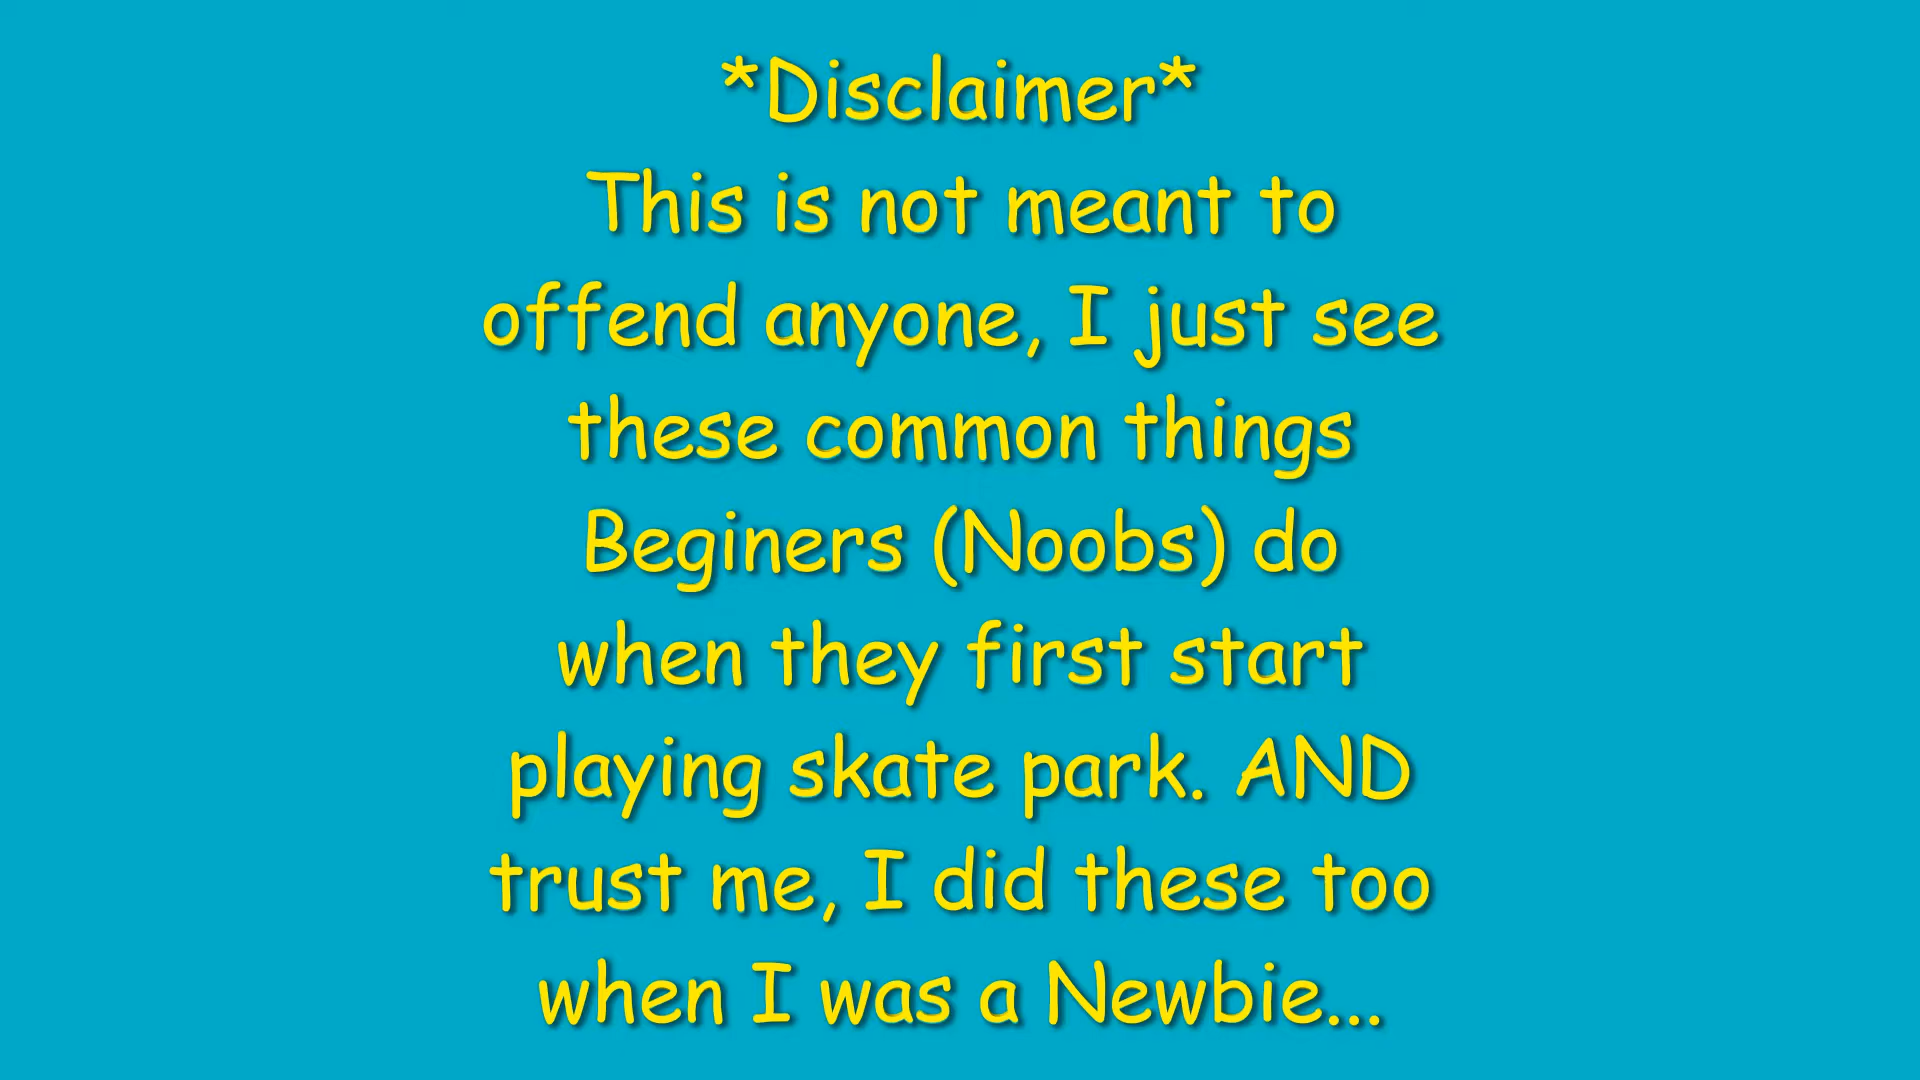 *Disclaimer*
This is not meant to
offend anyone, I just see
these common things
Beginers (Noobs) do
when they first start
playing skate park. AND
trust me, I did these too
when I was a Newbie...